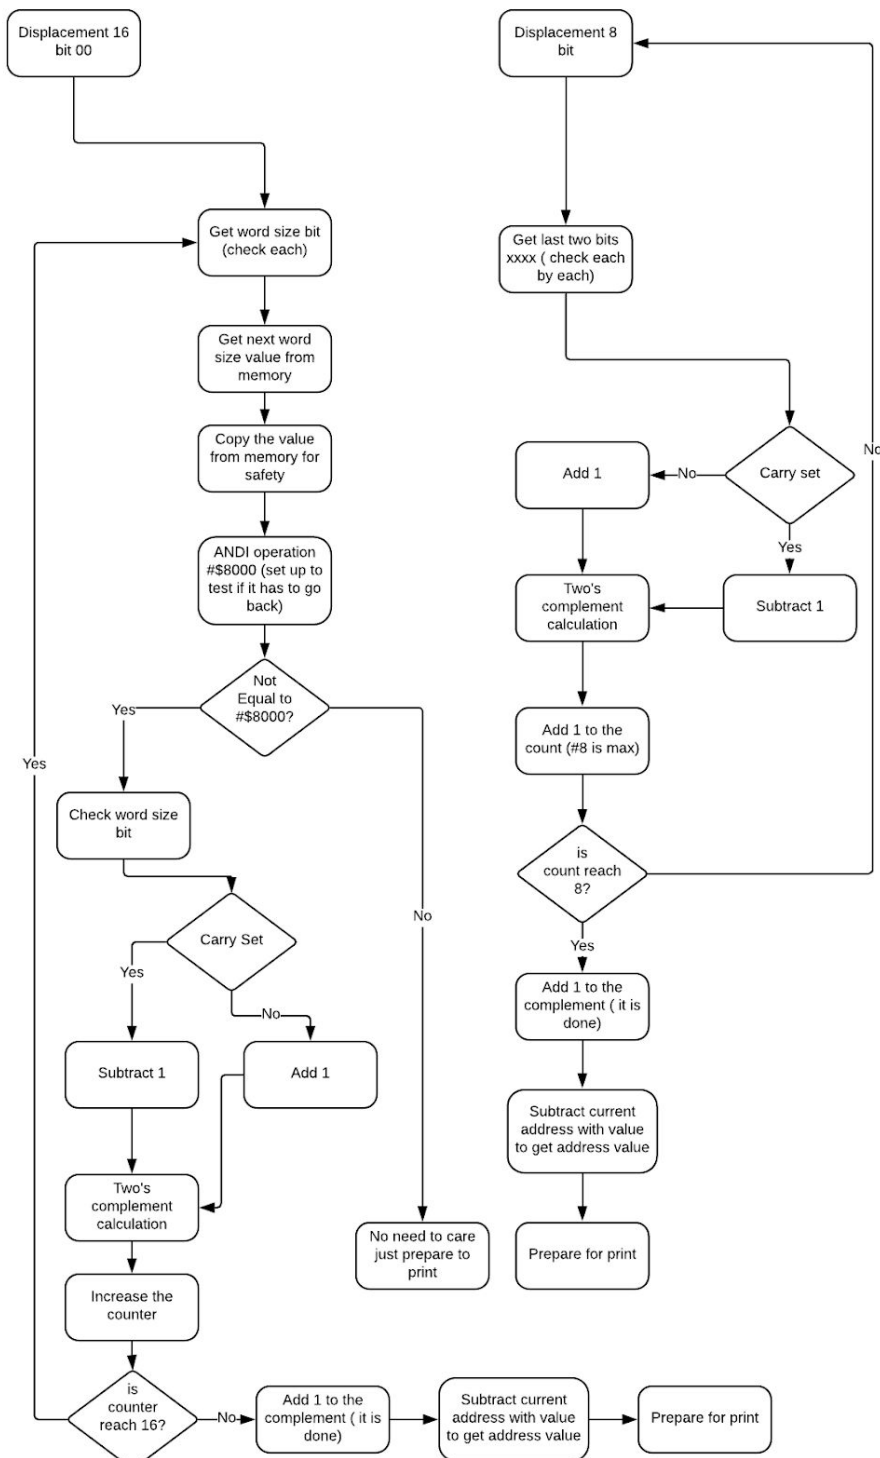 Displacement 16
bit 00
Get word size bit
(check each)
Get next word
size value from
memory
Copy the value
from memory for
safety
ANDI operation
#$8000 (set up to
test if it has to go
back)
Not
Equal to
#$8000?
Yes
No
Check word size
bit
Carry Set
Yes
No
Subtract 1
Add 1
Two's
complement
calculation
Increase the
counter
is
counter
reach 16?
Yes
No
Add 1 to the
complement ( it is
done)
Subtract current
address with value
to get address value
Prepare for print
No need to care
just prepare to
print
Displacement 8
bit
Get last two bits
xxxx ( check each
by each)
Carry set
No
Yes
Add 1
Subtract 1
Two's
complement
calculation
Add 1 to the
count (#8 is max)
is
count reach
8?
No
Yes
Add 1 to the
complement ( it is
done)
Subtract current
address with value
to get address value
Prepare for print